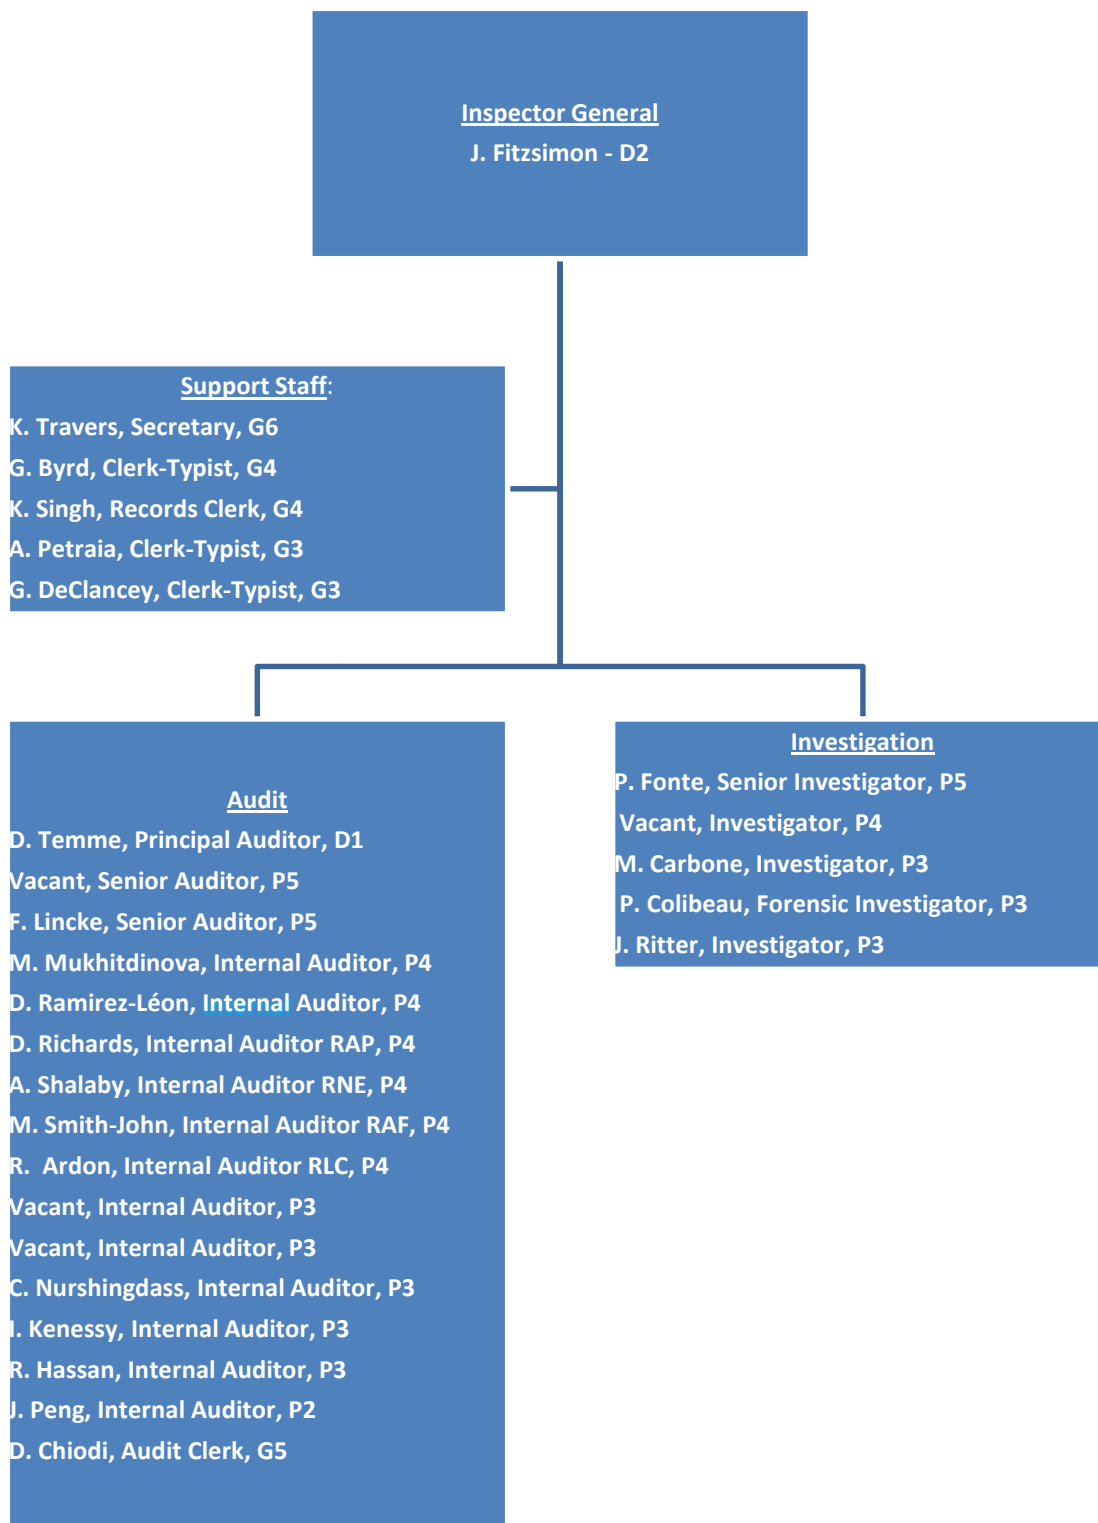 Inspector General
J. Fitzsimon - D2
Support Staff:
K. Travers, Secretary, G6
G. Byrd, Clerk-Typist, G4
K. Singh, Records Clerk, G4
A. Petraia, Clerk-Typist, G3
G. DeClancey, Clerk-Typist, G3
Audit
D. Temme, Principal Auditor, D1
Vacant, Senior Auditor, P5
F. Lincke, Senior Auditor, P5
M. Mukhitdinova, Internal Auditor, P4
D. Ramirez-Léon, Internal Auditor, P4
D. Richards, Internal Auditor RAP, P4
A. Shalaby, Internal Auditor RNE, P4
M. Smith-John, Internal Auditor RAF, P4
R.  Ardon, Internal Auditor RLC, P4
Vacant, Internal Auditor, P3
Vacant, Internal Auditor, P3
C. Nurshingdass, Internal Auditor, P3
I. Kenessy, Internal Auditor, P3
R. Hassan, Internal Auditor, P3
J. Peng, Internal Auditor, P2
D. Chiodi, Audit Clerk, G5
Investigation
P. Fonte, Senior Investigator, P5
Vacant, Investigator, P4
M. Carbone, Investigator, P3
P. Colibeau, Forensic Investigator, P3
J. Ritter, Investigator, P3